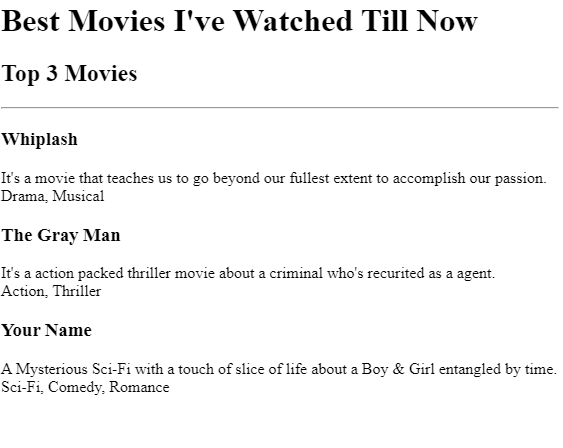 Best Movies I've Watched Till Now
Top 3 Movies
Whiplash
It's a movie that teaches us to go beyond our fullest extent to accomplish our passion.
Drama, Musical
The Gray Man
It's a action packed thriller movie about a criminal who's recurited as a agent.
Action, Thriller
Your Name
A Mysterious Sci-Fi with a touch of slice of life about a Boy & Girl entangled by time.
Sci-Fi, Comedy, Romance